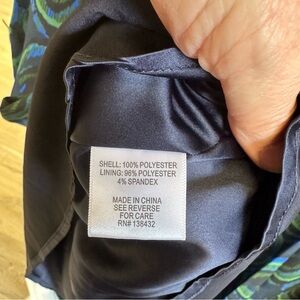 SHELL: 100% POLYESTER
LINING: 96% POLYESTER
4% SPANDEX
MADE IN CHINA
SEE REVERSE
FOR CARE
RN# 138432